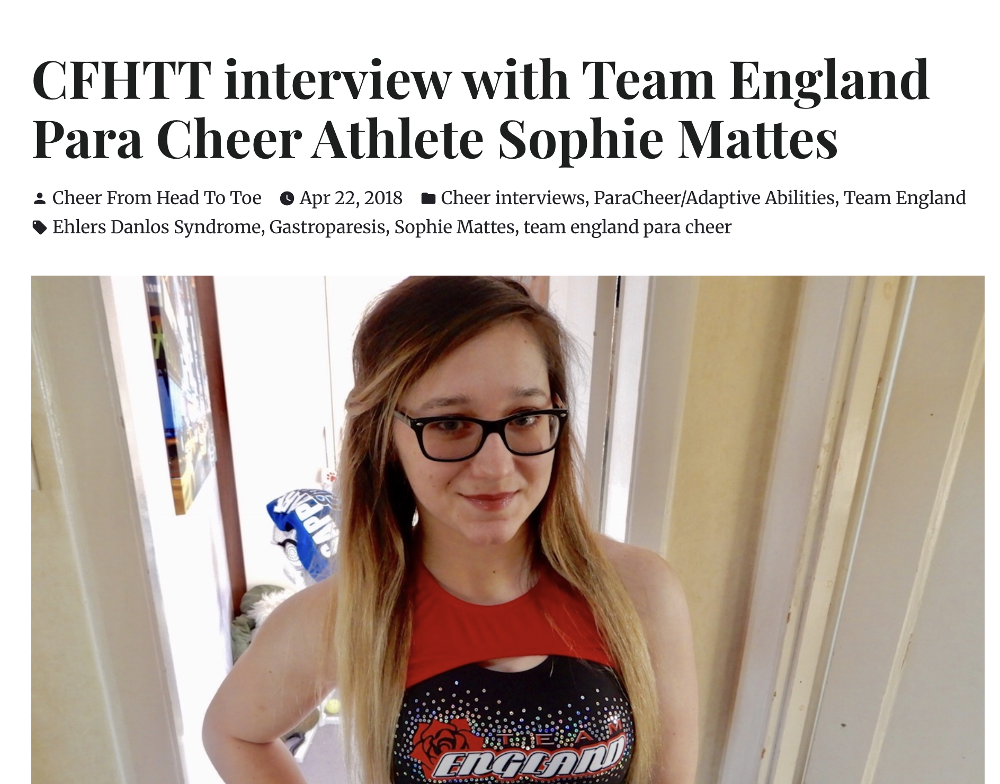 CFHTT interview with Team England
Para Cheer Athlete Sophie Mattes
Cheer From Head To Toe Apr 22, 2018 Cheer interviews, ParaCheer/Adaptive Abilities, Team England
Ehlers Danlos Syndrome, Gastroparesis, Sophie Mattes, team england para cheer
TEAM
ENGLAND